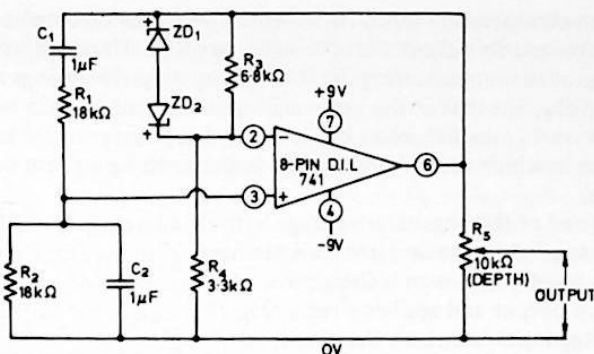 C1
1µF
R1
18kΩ
+
ZD1
ZD2
+
R3
6·8kΩ
+9V
7
2
−
8-PIN D.I.L
741
6
3
+
4
−9V
R2
18kΩ
C2
1µF
R4
3·3kΩ
R5
10kΩ
(DEPTH)
OUTPUT
0V